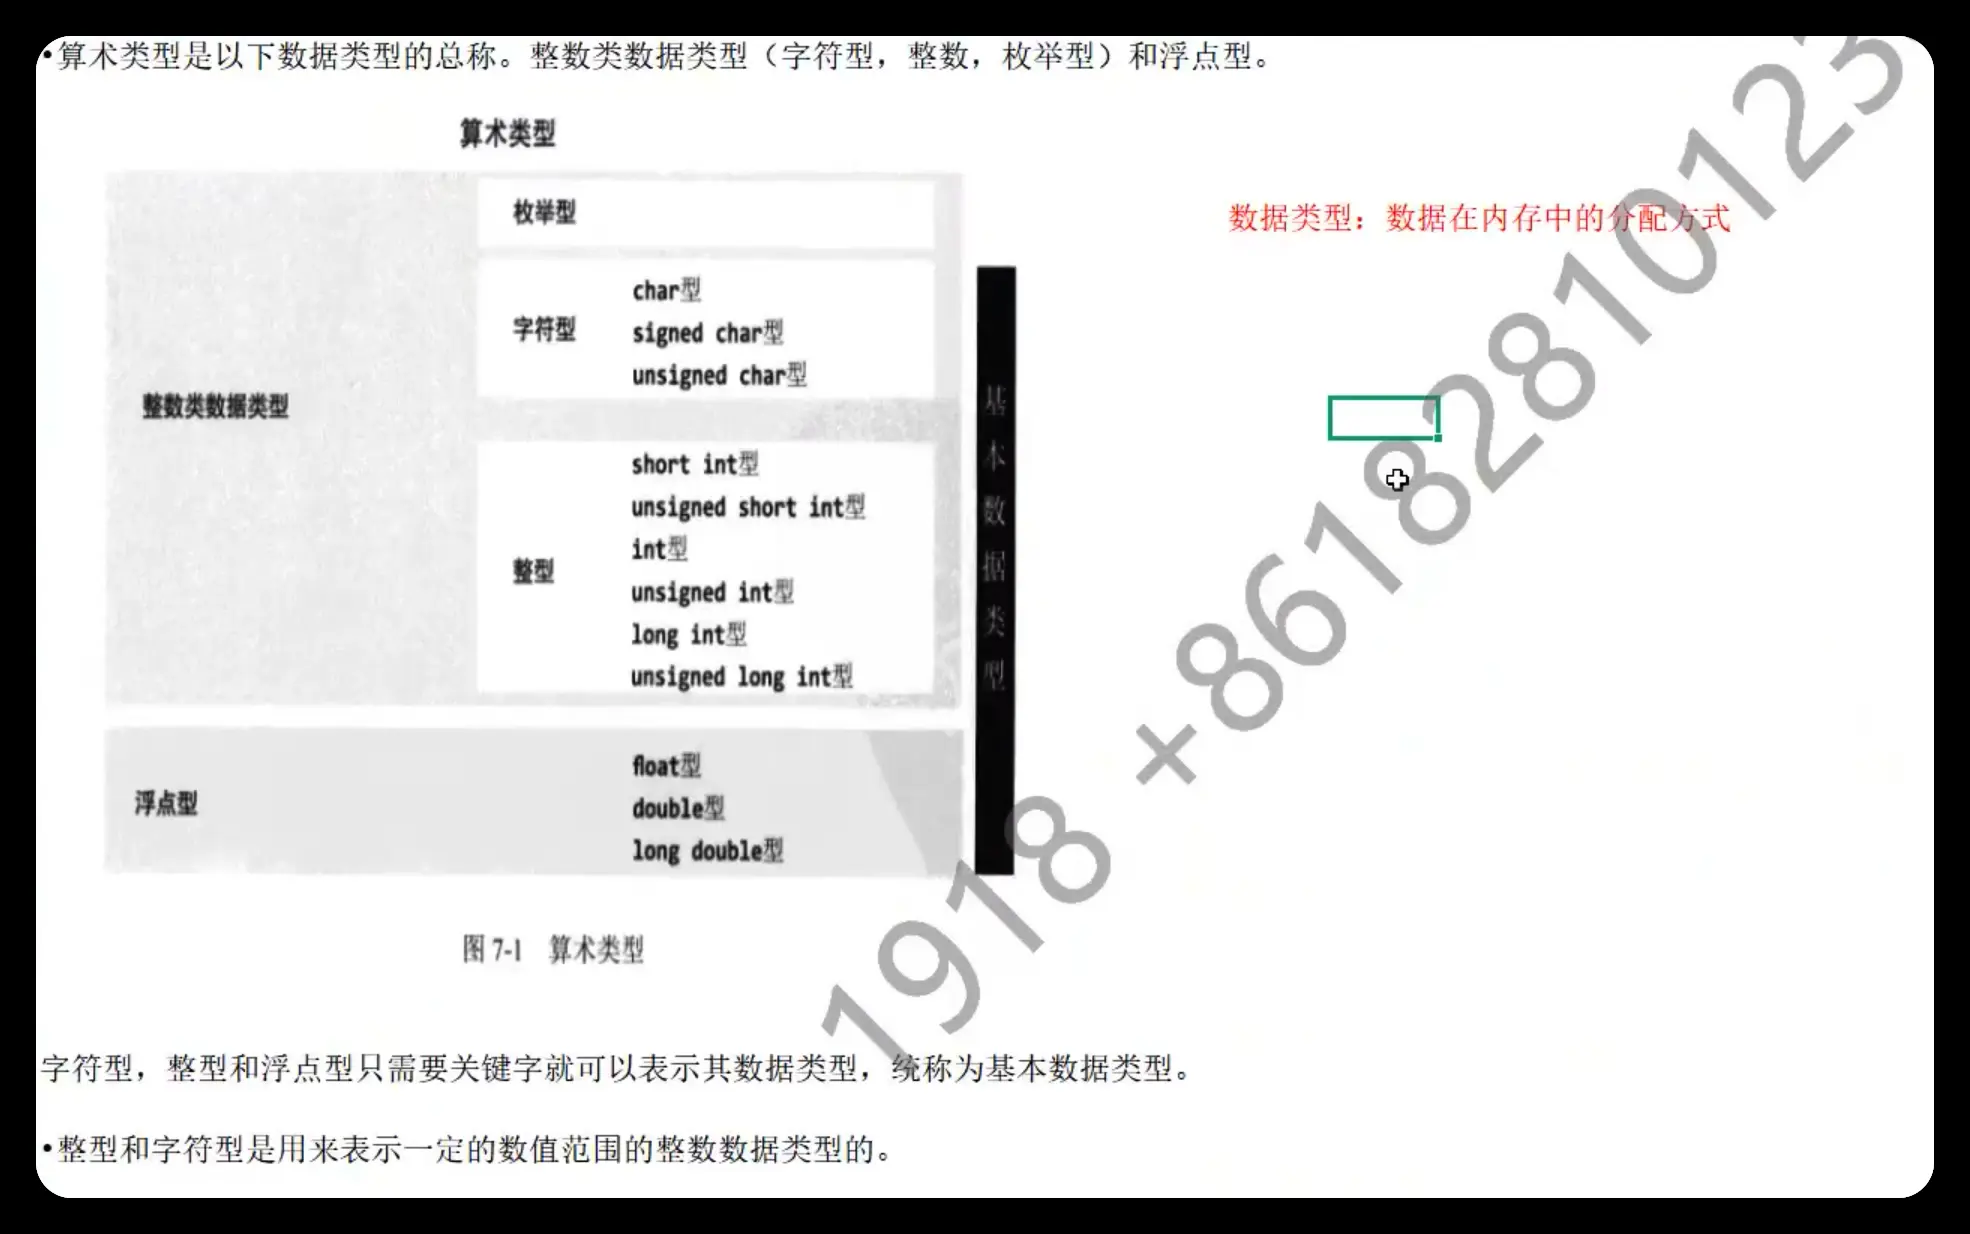 •算术类型是以下数据类型的总称。整数类数据类型（字符型，整数，枚举型）和浮点型。
算术类型
枚举型
数据类型：数据在内存中的分配方式
char型
字符型
signed char型
unsigned char型
整数类数据类型
short int型
unsigned short int型
int型
整型
unsigned int型
long int型
unsigned long int型
基本数据类型
float型
浮点型
double型
long double型
图 7-1 算术类型
字符型，整型和浮点型只需要关键字就可以表示其数据类型，统称为基本数据类型。
•整型和字符型是用来表示一定的数值范围的整数数据类型的。
1918 +86182810123